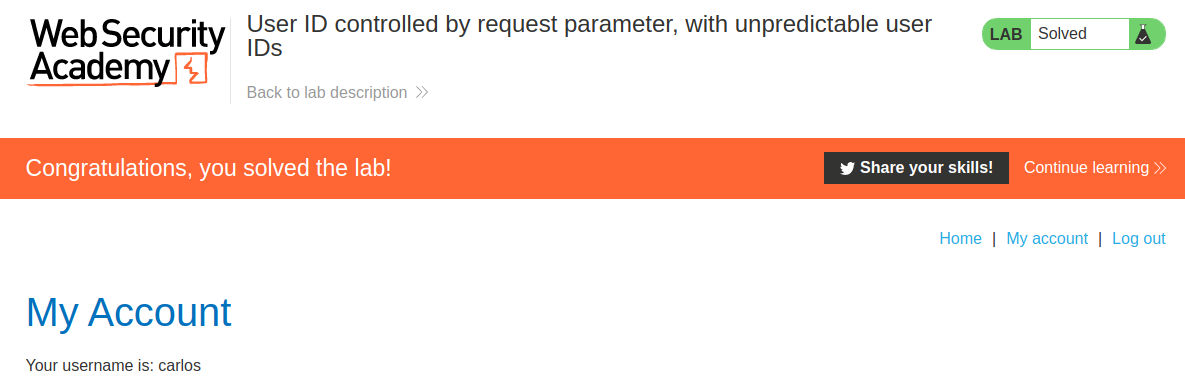 Web Security
Academy
User ID controlled by request parameter, with unpredictable user
IDs
Back to lab description
LAB Solved
Congratulations, you solved the lab!
Share your skills! Continue learning
Home | My account | Log out
My Account
Your username is: carlos